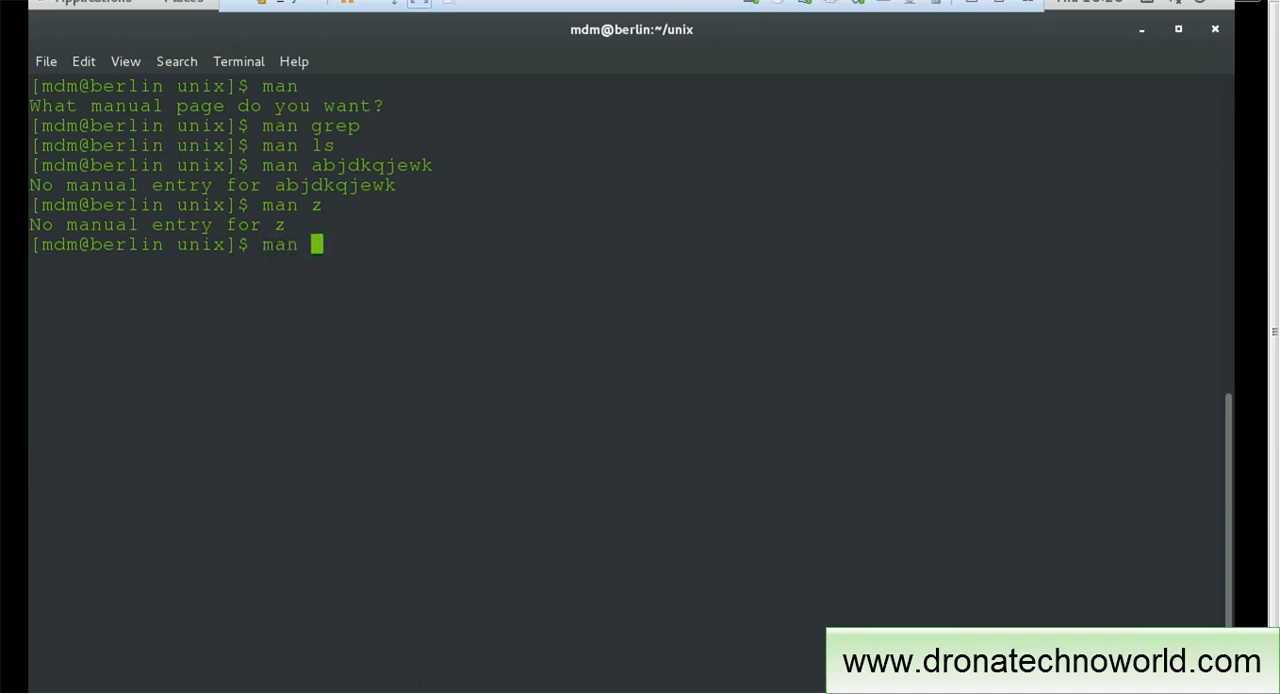 mdm@berlin:~/unix
File Edit View Search Terminal Help
[mdm@berlin unix]$ man
What manual page do you want?
[mdm@berlin unix]$ man grep
[mdm@berlin unix]$ man ls
[mdm@berlin unix]$ man abjdkqjewk
No manual entry for abjdkqjewk
[mdm@berlin unix]$ man z
No manual entry for z
[mdm@berlin unix]$ man
www.dronatechnoworld.com